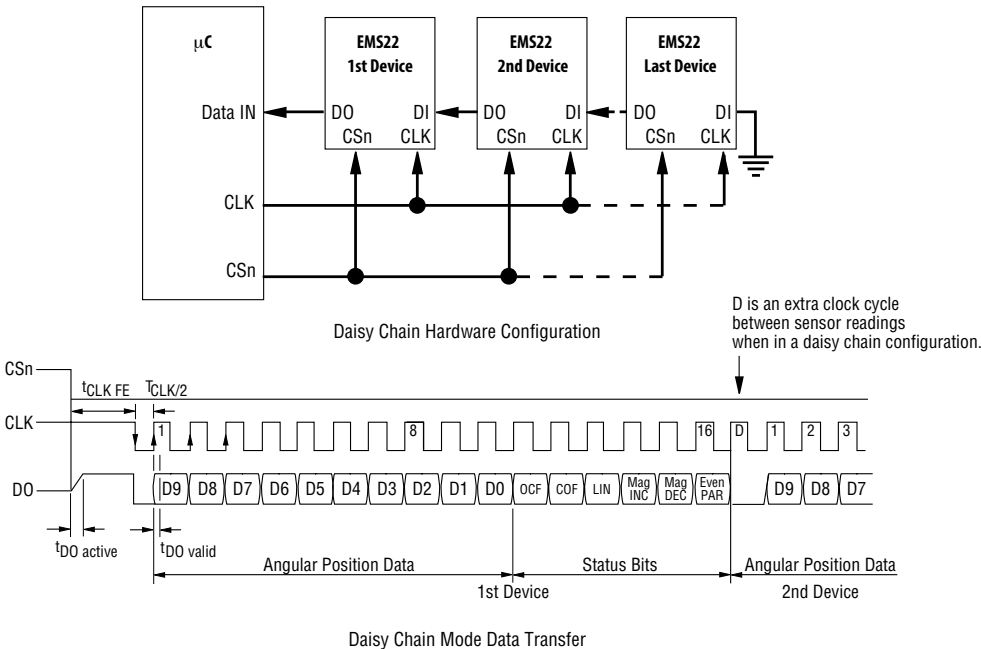 µC
EMS22
1st Device
EMS22
2nd Device
EMS22
Last Device
Data IN
DO DI
DO DI
DO DI
CSn CLK
CSn CLK
CSn CLK
CLK
CSn
Daisy Chain Hardware Configuration
D is an extra clock cycle
between sensor readings
when in a daisy chain configuration.
CSn
tCLK FE TCLK/2
CLK
1 8 16 D 1 2 3
DO
D9 D8 D7 D6 D5 D4 D3 D2 D1 D0 OCF COF LIN Mag INC Mag DEC Even PAR D9 D8 D7
tDO active tDO valid
Angular Position Data Status Bits Angular Position Data
1st Device 2nd Device
Daisy Chain Mode Data Transfer